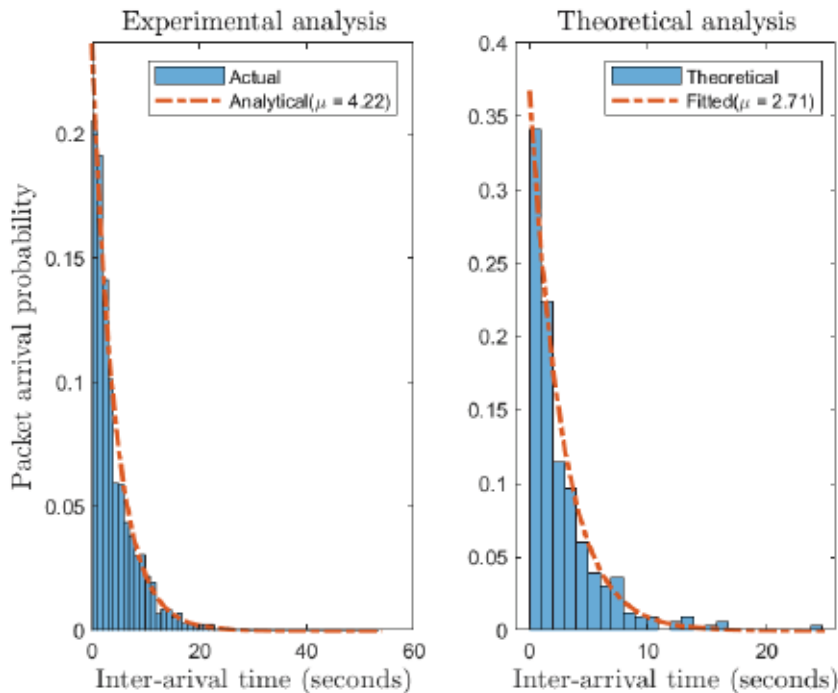 Experimental analysis
Actual
Analytical(μ = 4.22)
0.2
0.15
0.1
0.05
0
0
20
40
60
Packet arrival probability
Inter-arival time (seconds)
Theoretical analysis
Theoretical
Fitted(μ = 2.71)
0.4
0.35
0.3
0.25
0.2
0.15
0.1
0.05
0
0
10
20
Inter-arrival time (seconds)